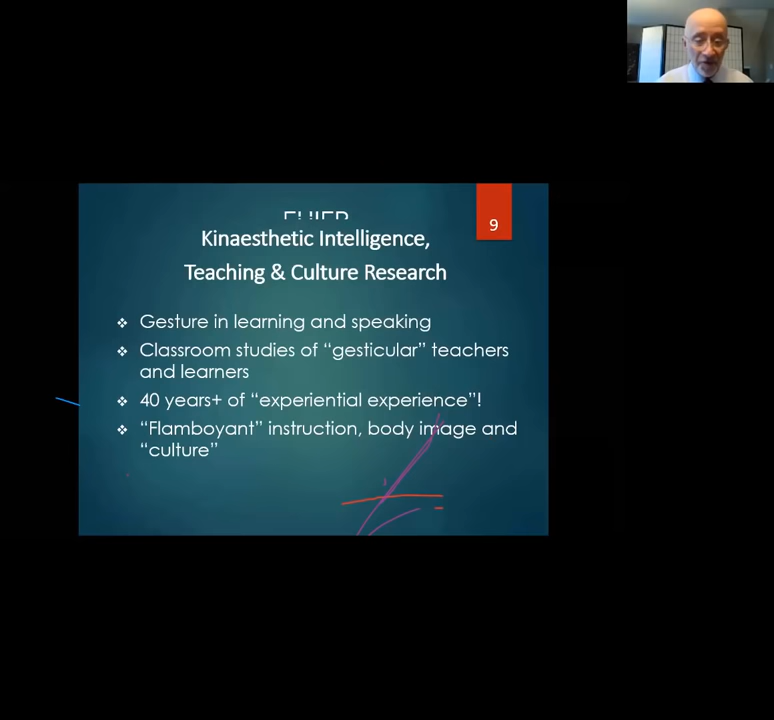 9
Kinaesthetic Intelligence,
Teaching & Culture Research
❖ Gesture in learning and speaking
❖ Classroom studies of “gesticular” teachers
and learners
❖ 40 years+ of “experiential experience”!
❖ “Flamboyant” instruction, body image and
“culture”